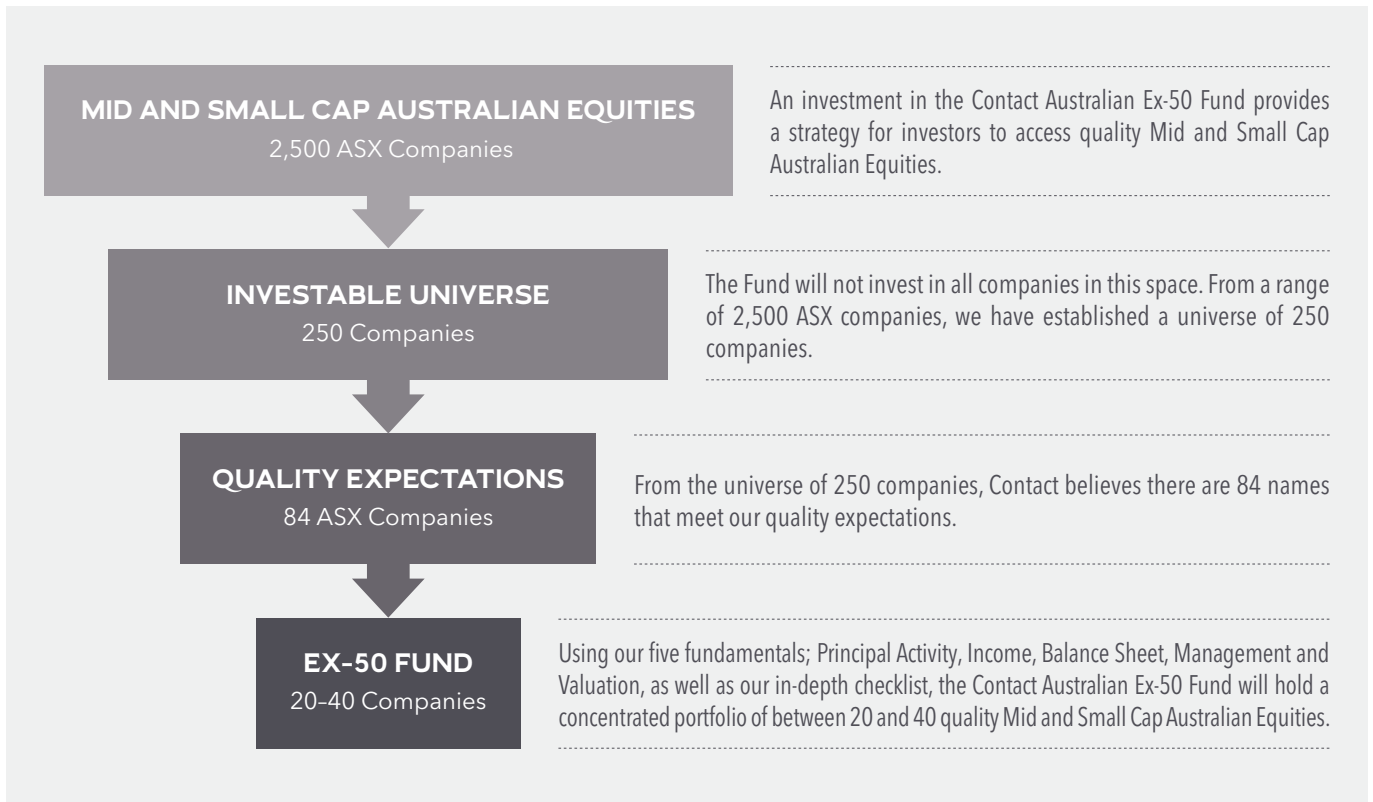 MID AND SMALL CAP AUSTRALIAN EQUITIES
2,500 ASX Companies
An investment in the Contact Australian Ex-50 Fund provides
a strategy for investors to access quality Mid and Small Cap
Australian Equities.
INVESTABLE UNIVERSE
250 Companies
The Fund will not invest in all companies in this space. From a range
of 2,500 ASX companies, we have established a universe of 250
companies.
QUALITY EXPECTATIONS
84 ASX Companies
From the universe of 250 companies, Contact believes there are 84 names
that meet our quality expectations.
EX-50 FUND
20–40 Companies
Using our five fundamentals; Principal Activity, Income, Balance Sheet, Management and
Valuation, as well as our in-depth checklist, the Contact Australian Ex-50 Fund will hold a
concentrated portfolio of between 20 and 40 quality Mid and Small Cap Australian Equities.